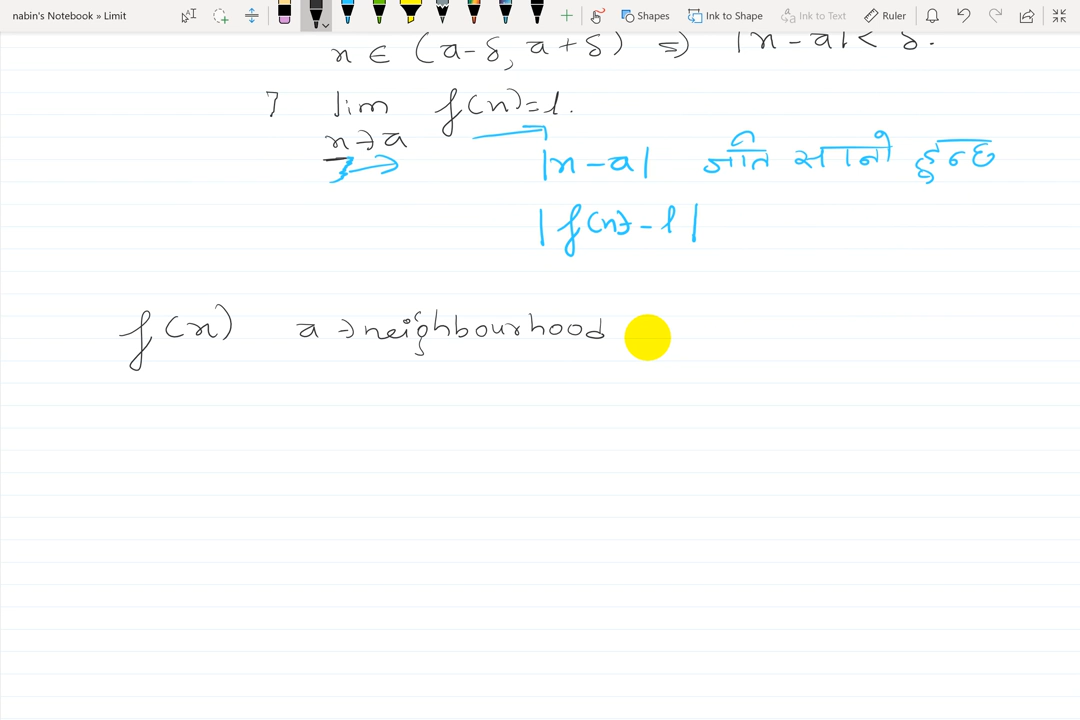 nabin's Notebook » Limit
Shapes Ink to Shape Ink to Text Ruler
x ∈ (a-δ, a+δ) ⇒ |x-a| < δ.
lim f(x)=l.
x→a
|x-a| जति सानो हुन्छ
|f(x)-l|
f(x) a → neighbourhood